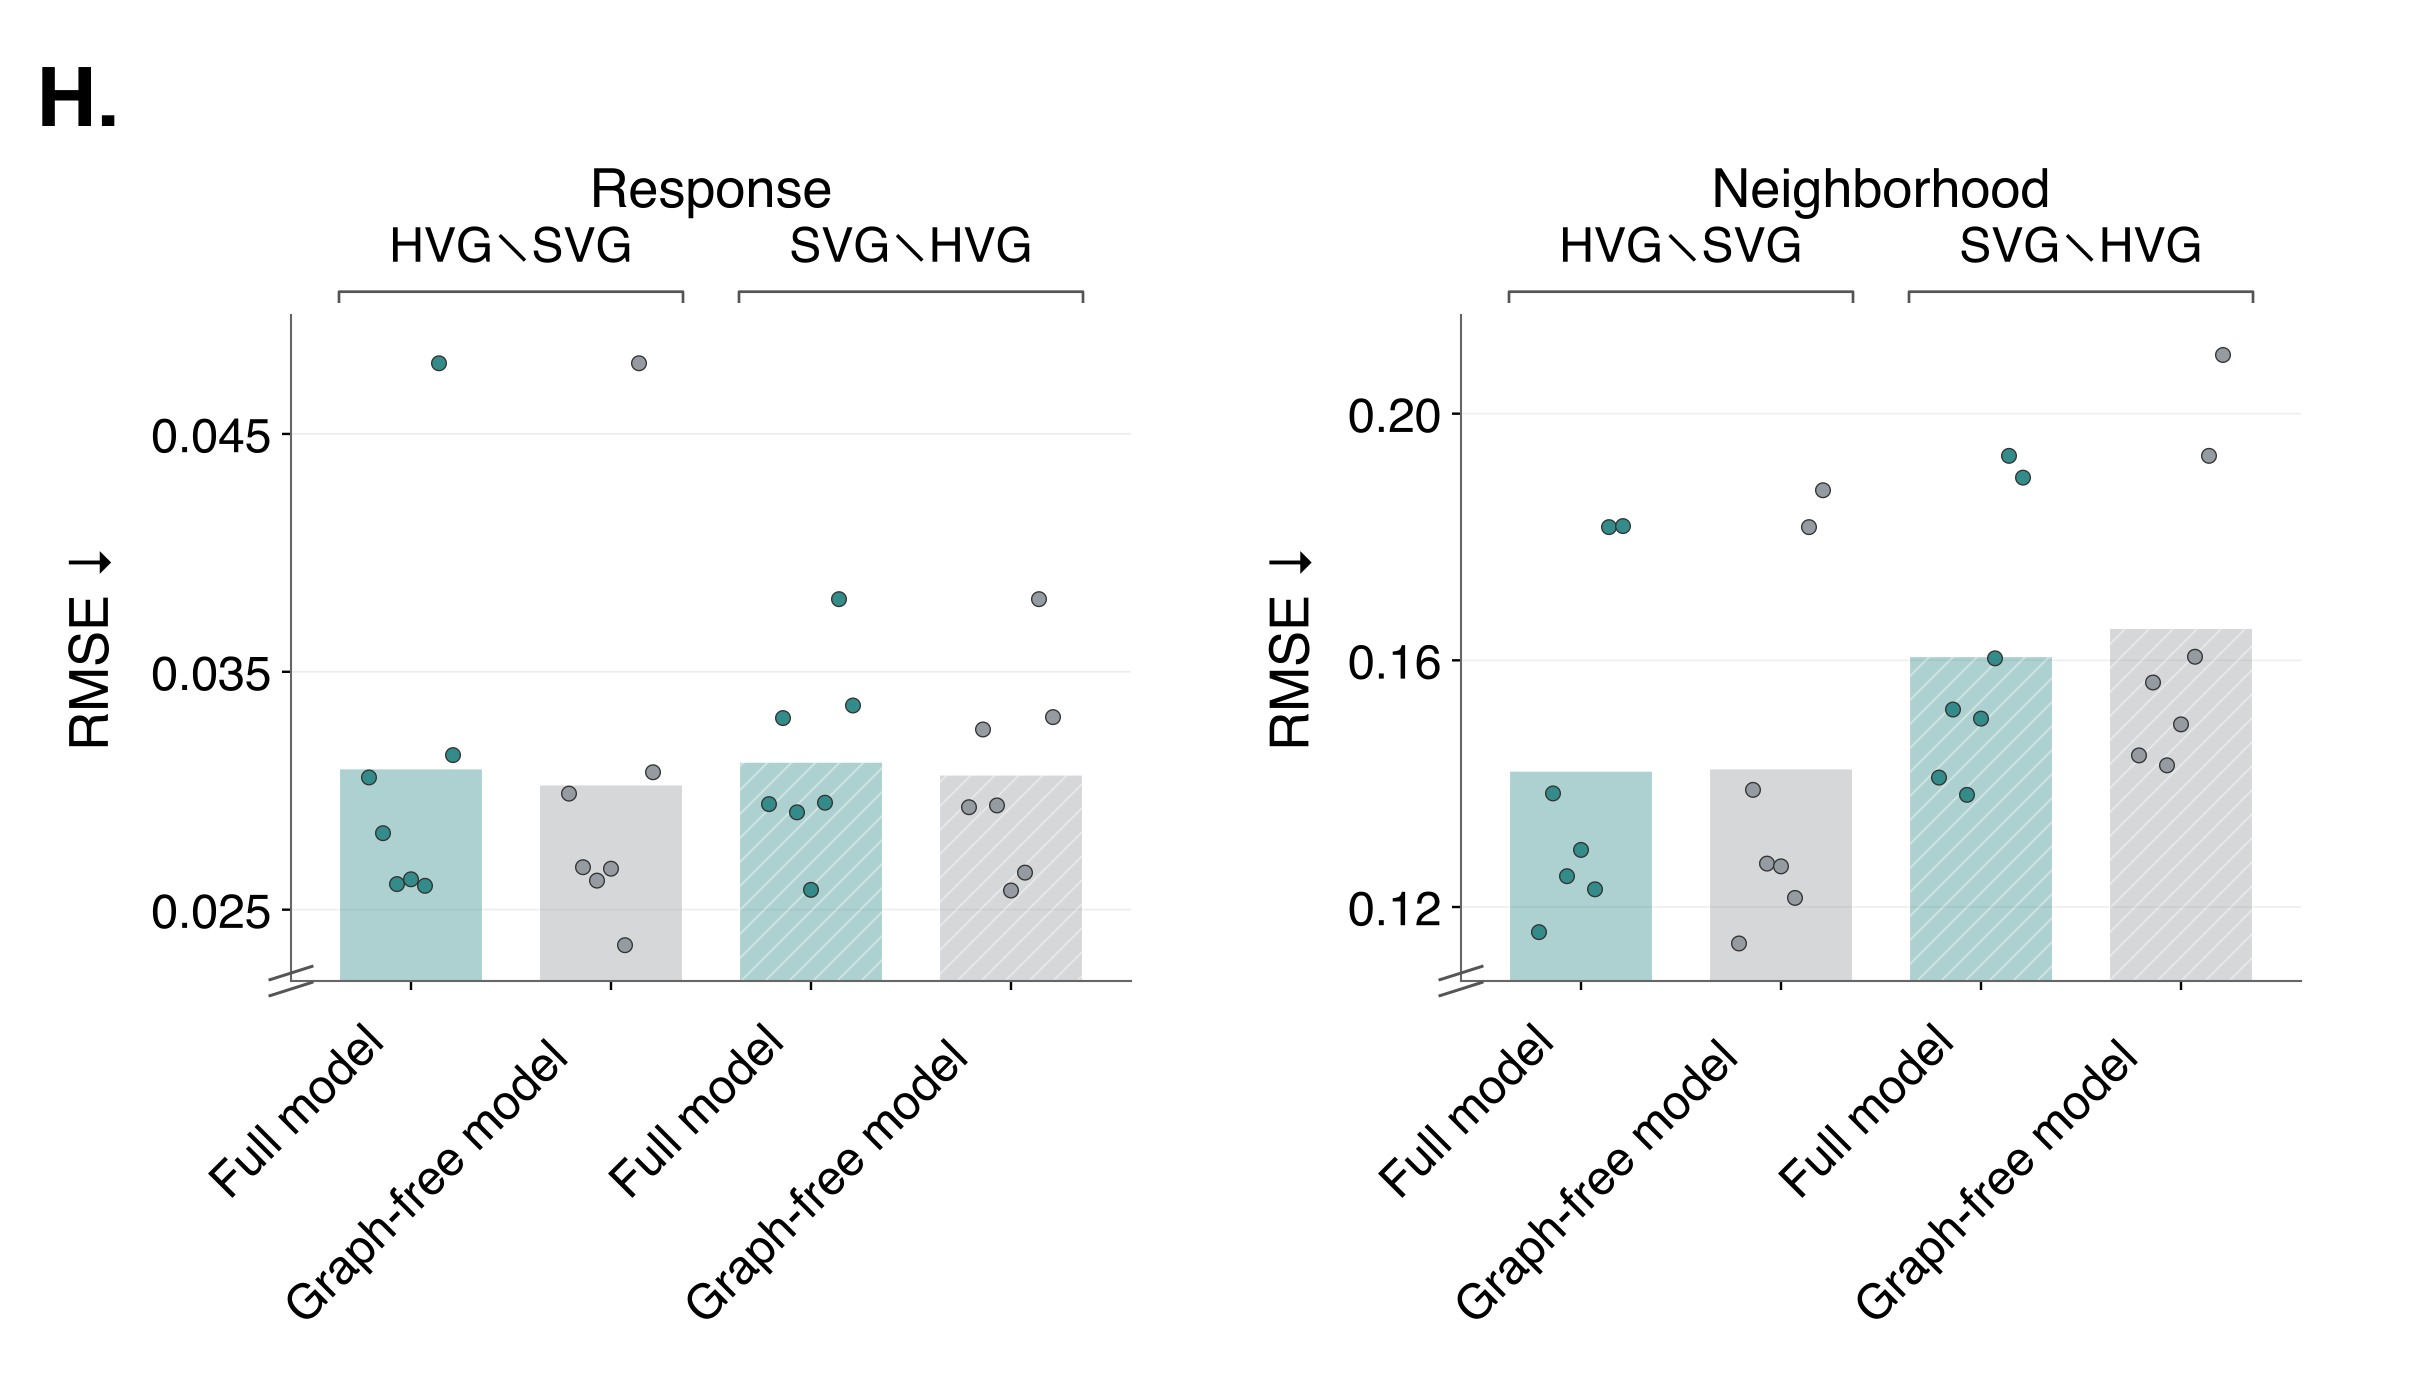 H.
Response
HVG∖SVG
SVG∖HVG
RMSE ↓
0.045
0.035
0.025
Full model
Graph-free model
Full model
Graph-free model
Neighborhood
HVG∖SVG
SVG∖HVG
RMSE ↓
0.20
0.16
0.12
Full model
Graph-free model
Full model
Graph-free model